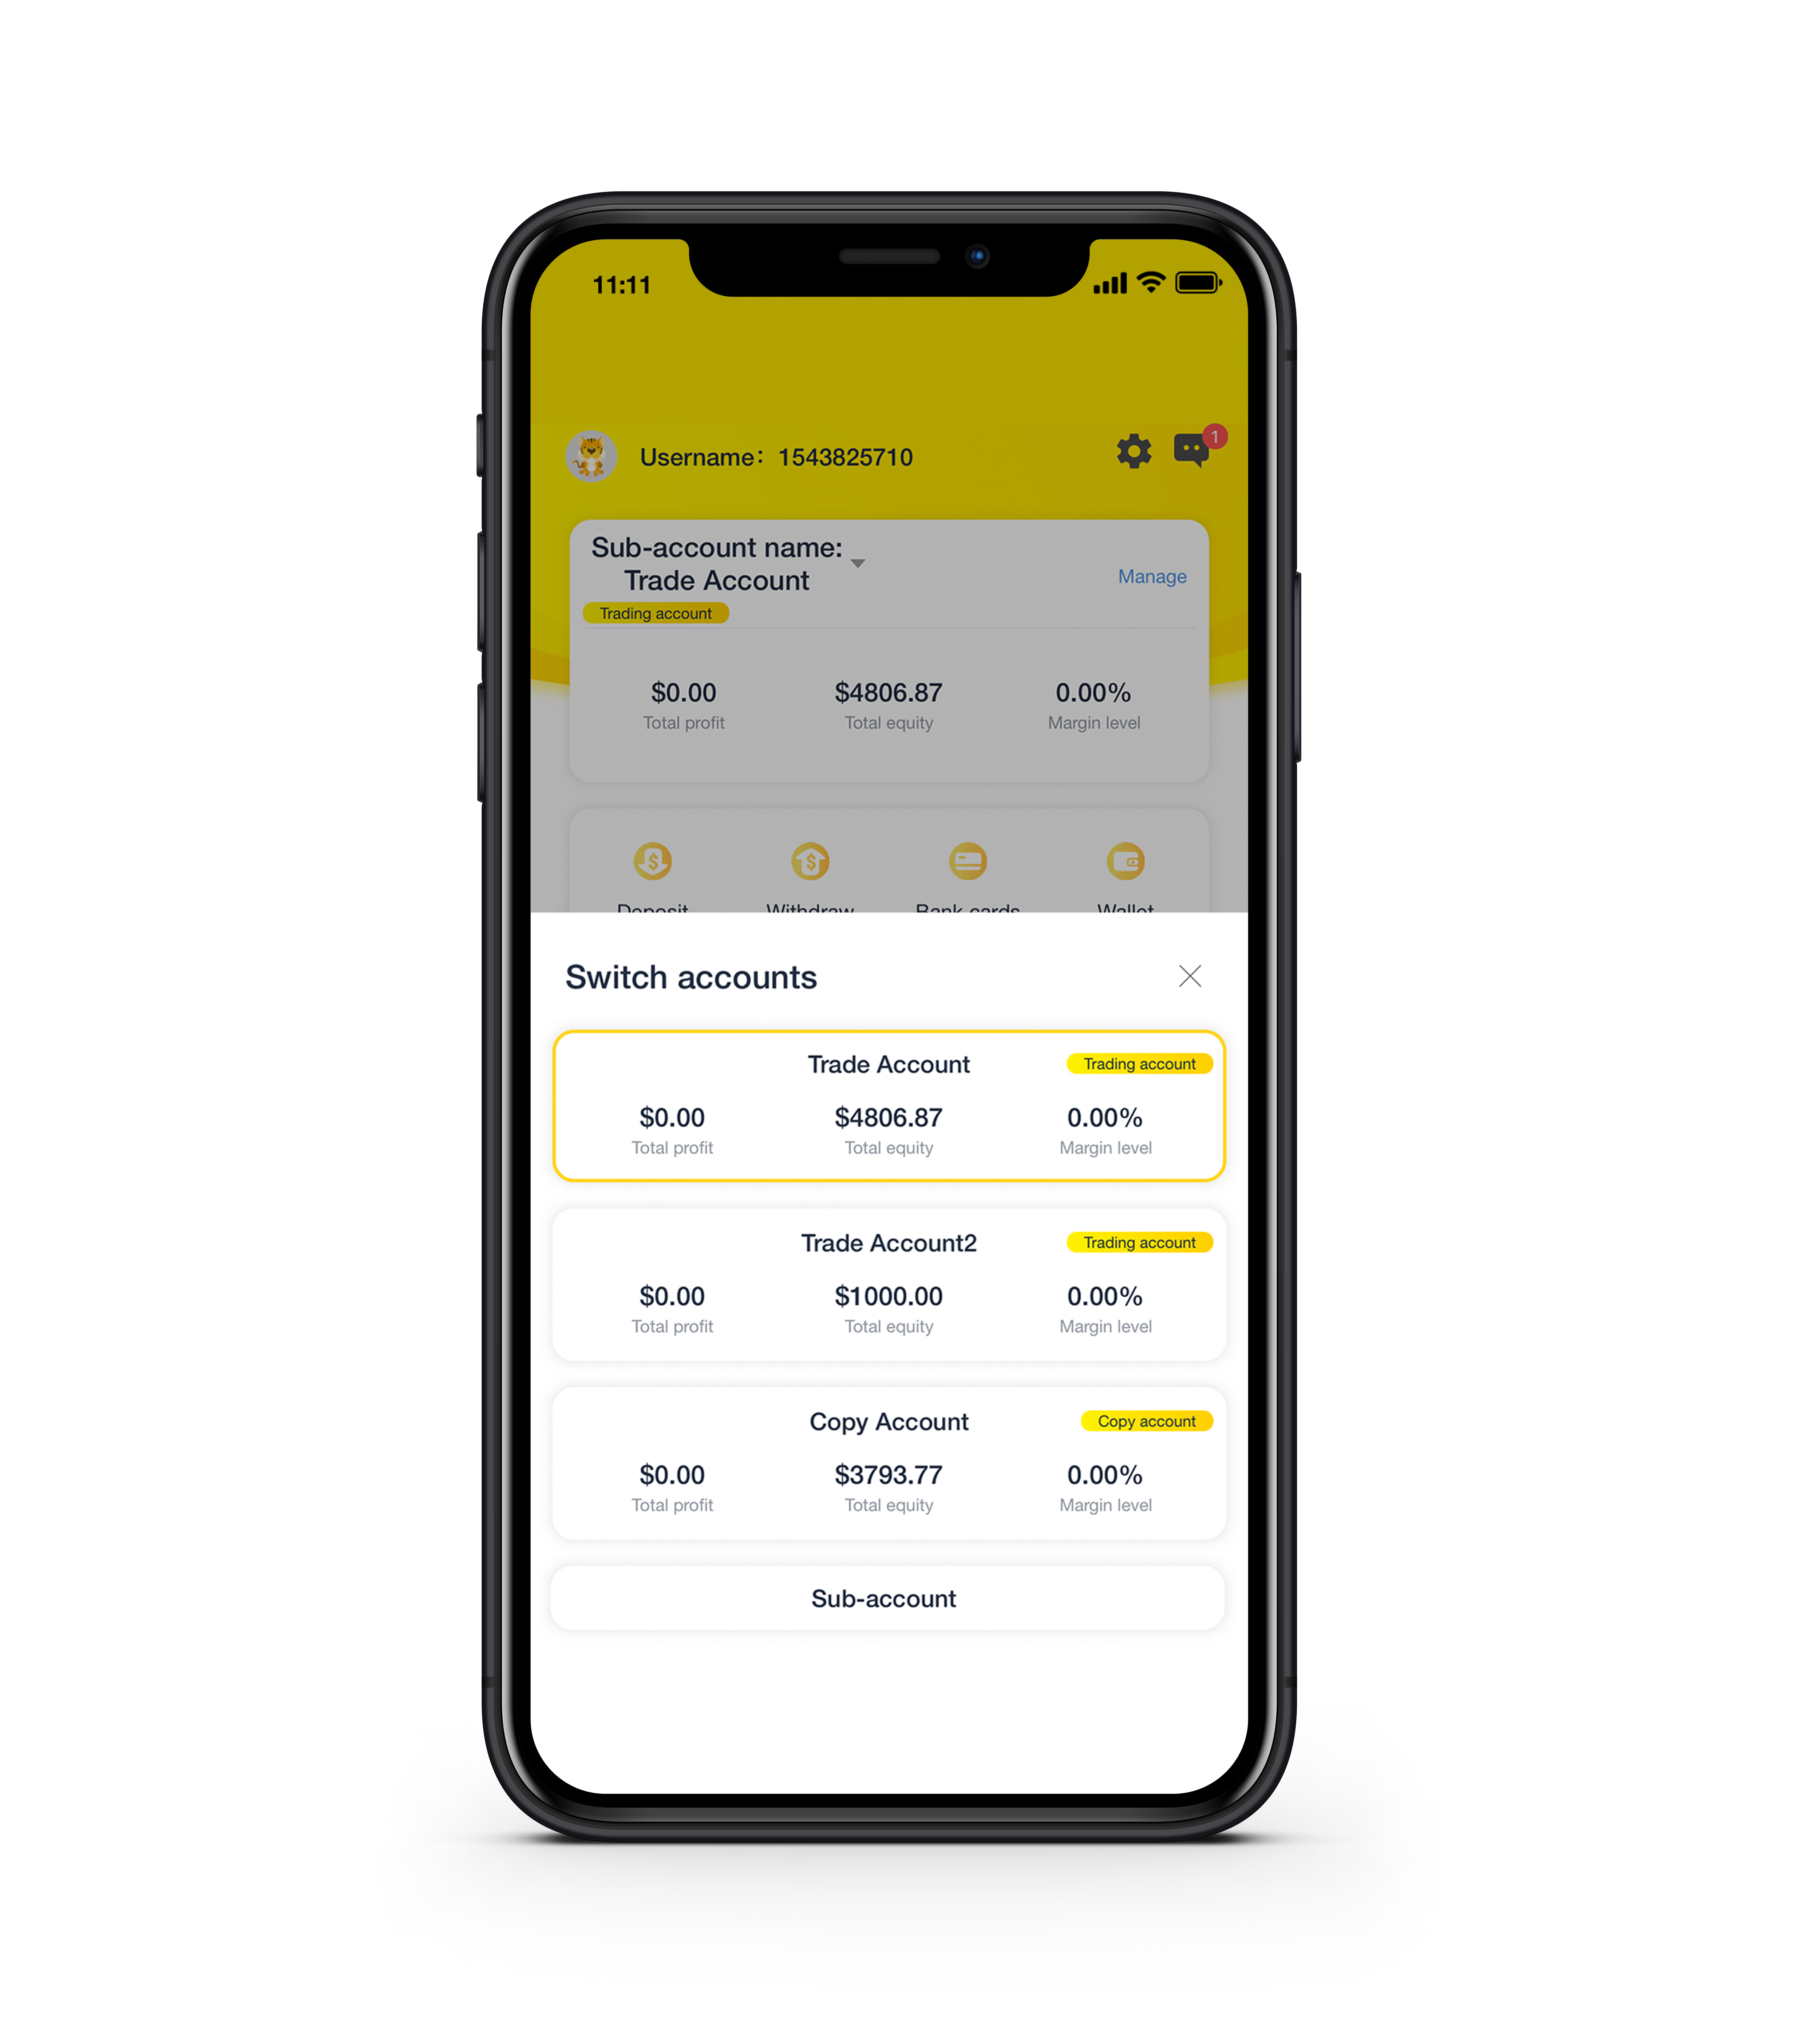 11:11
Username： 1543825710
1
Sub-account name:
Trade Account
Manage
Trading account
$0.00 $4806.87 0.00%
Total profit Total equity Margin level
Deposit Withdraw Bank cards Wallet
Switch accounts
Trade Account Trading account
$0.00 $4806.87 0.00%
Total profit Total equity Margin level
Trade Account2 Trading account
$0.00 $1000.00 0.00%
Total profit Total equity Margin level
Copy Account Copy account
$0.00 $3793.77 0.00%
Total profit Total equity Margin level
Sub-account